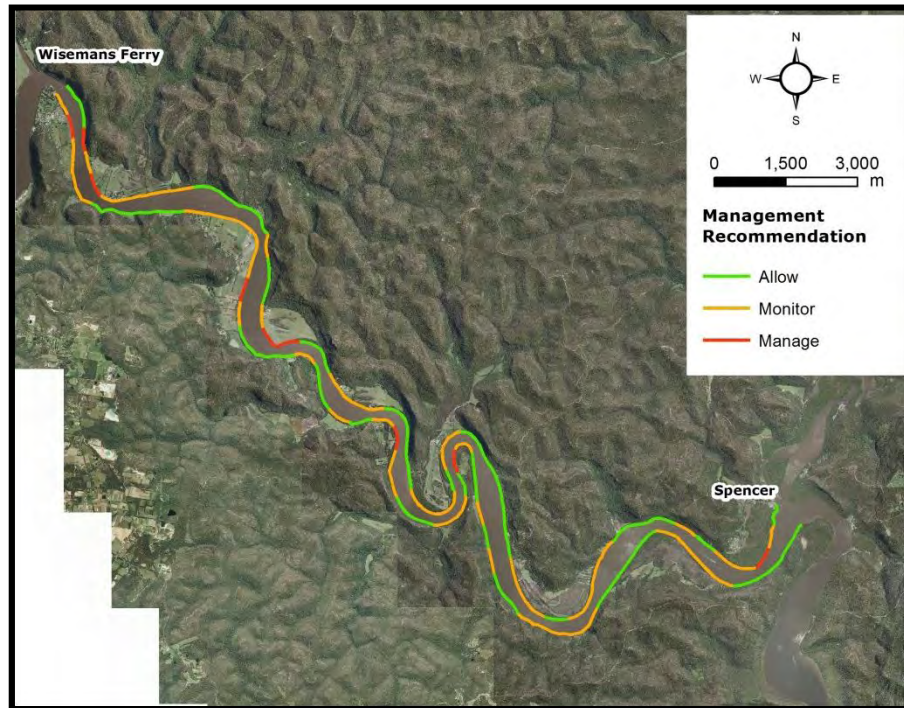 Wisemans Ferry
N
W E
S
0 1,500 3,000
m
Management
Recommendation
Allow
Monitor
Manage
Spencer